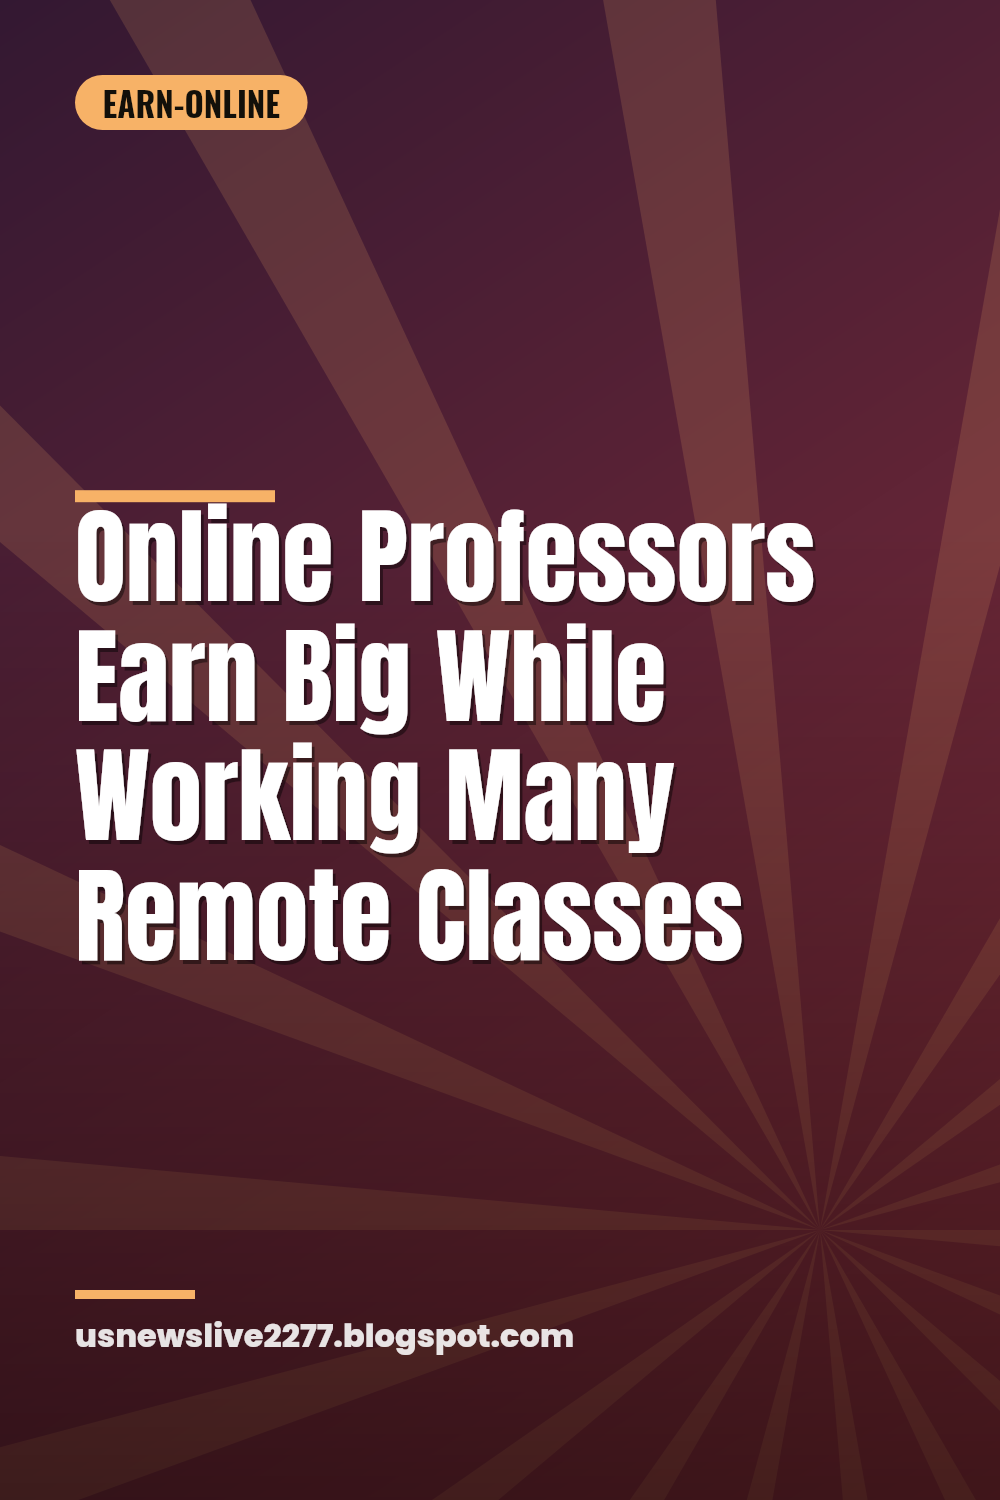 EARN-ONLINE
Online Professors
Earn Big While
Working Many
Remote Classes
usnewslive2277.blogspot.com